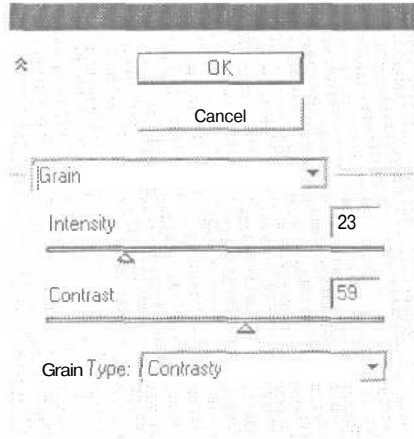 OK
Cancel
Grain
Intensity 23
Contrast 59
Grain Type: Contrasty